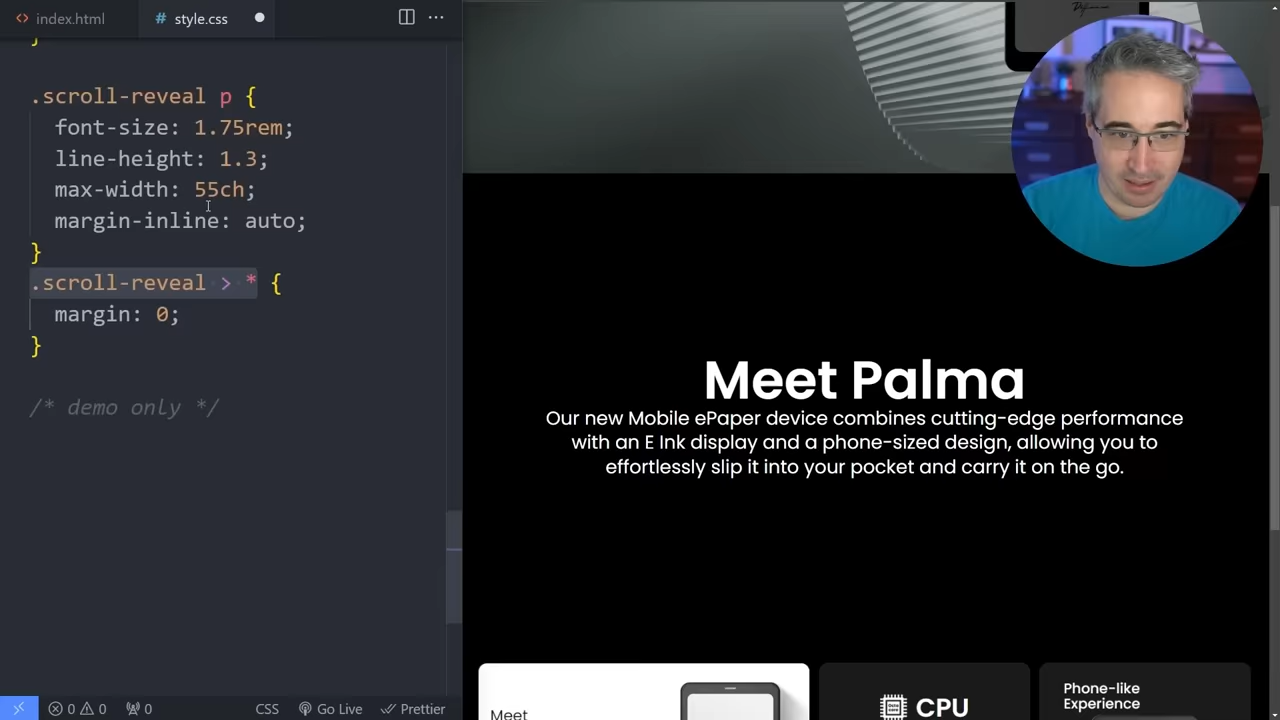 index.html
style.css
}
.scroll-reveal p {
font-size: 1.75rem;
line-height: 1.3;
max-width: 55ch;
margin-inline: auto;
}
.scroll-reveal > * {
margin: 0;
}
/* demo only */
0 0 0 CSS Go Live Prettier
Meet Palma
Our new Mobile ePaper device combines cutting-edge performance
with an E Ink display and a phone-sized design, allowing you to
effortlessly slip it into your pocket and carry it on the go.
Meet
CPU
Phone-like
Experience